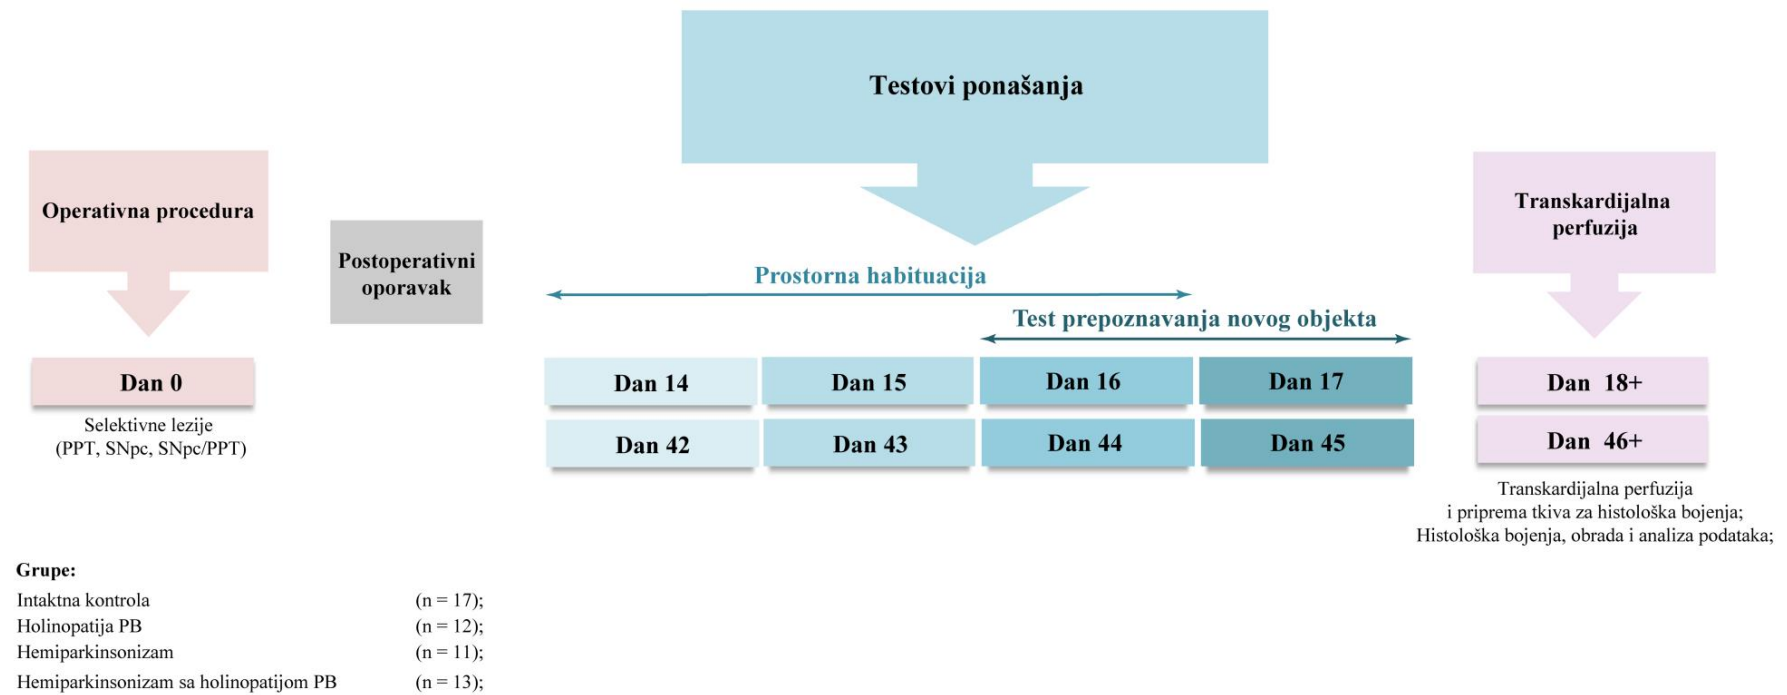 Testovi ponašanja
Operativna procedura
Postoperativni
oporavak
Transkardijalna
perfuzija
Prostorna habituacija
Test prepoznavanja novog objekta
Dan 0
Dan 14
Dan 15
Dan 16
Dan 17
Dan 18+
Selektivne lezije
(PPT, SNpc, SNpc/PPT)
Dan 42
Dan 43
Dan 44
Dan 45
Dan 46+
Transkardijalna perfuzija
i priprema tkiva za histološka bojenja;
Histološka bojenja, obrada i analiza podataka;
Grupe:
Intaktna kontrola (n = 17);
Holinopatija PB (n = 12);
Hemiparkinsonizam (n = 11);
Hemiparkinsonizam sa holinopatijom PB (n = 13);